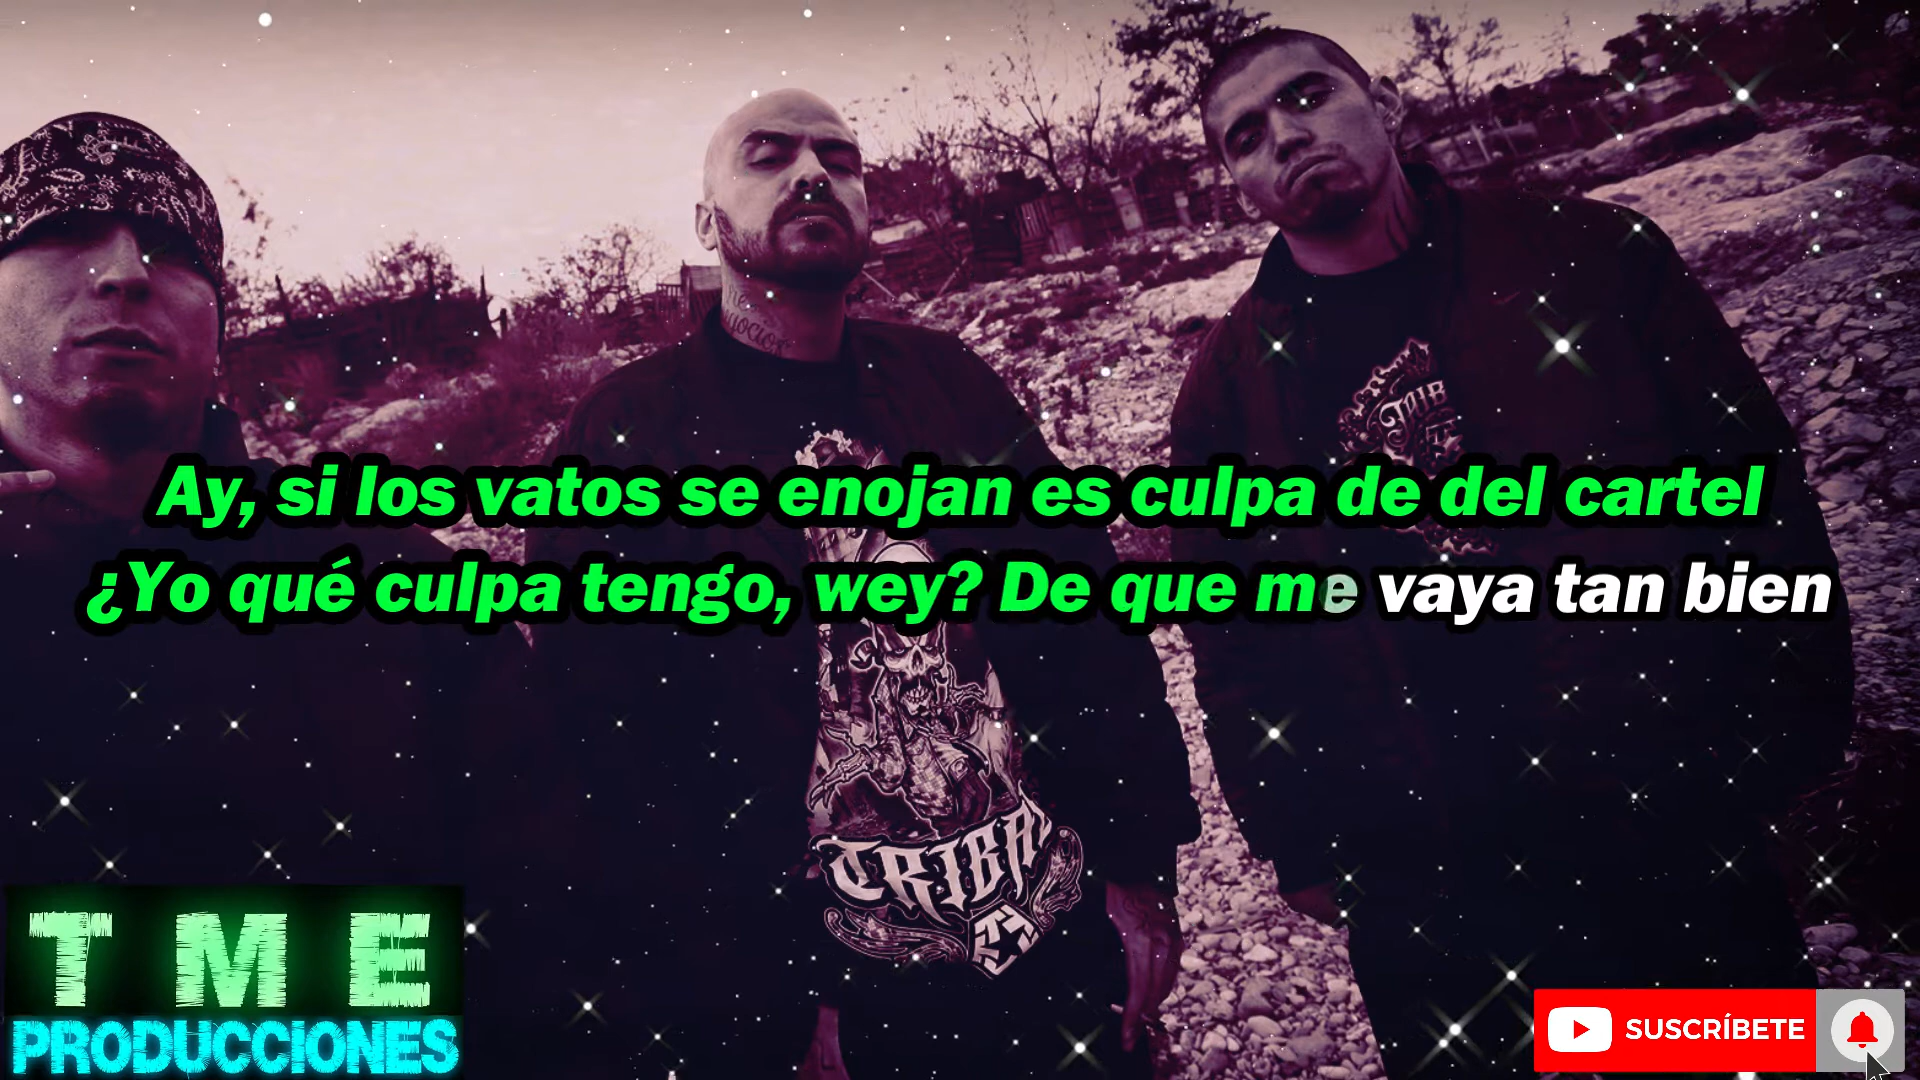 Ay, si los vatos se enojan es culpa de del cartel
¿Yo qué culpa tengo, wey? De que me vaya tan bien
TRIBAL
TME
PRODUCCIONES
SUSCRÍBETE